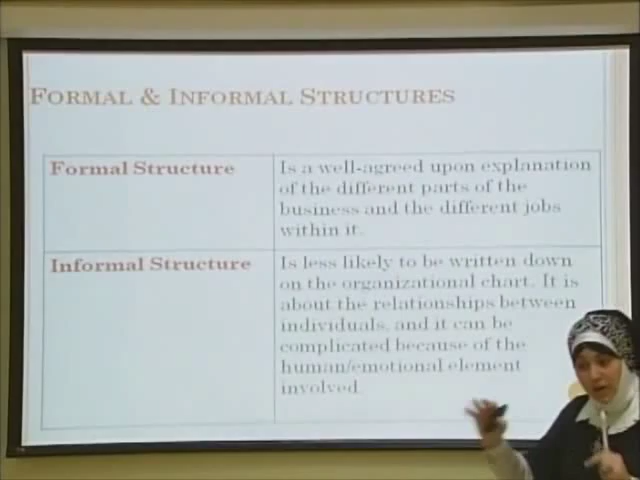 FORMAL & INFORMAL STRUCTURES
Formal Structure
Is a well-agreed upon explanation
of the different parts of the
business and the different jobs
within it.
Informal Structure
Is less likely to be written down
on the organizational chart. It is
about the relationships between
individuals, and it can be
complicated because of the
human/emotional element
involved.